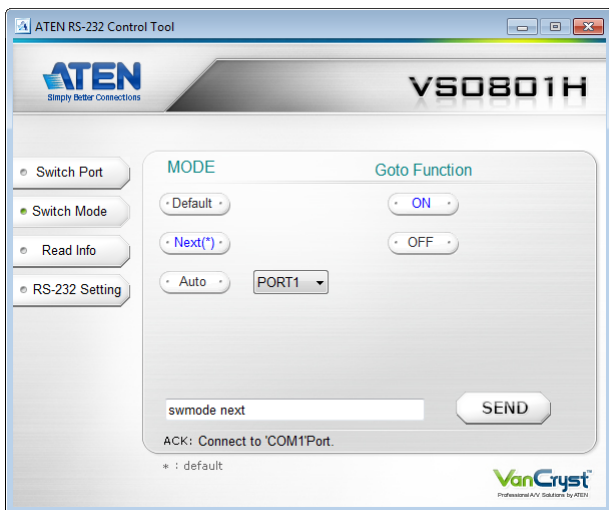 ATEN RS-232 Control Tool
ATEN
Simply Better Connections
VS0801H
Switch Port
Switch Mode
Read Info
RS-232 Setting
MODE
Goto Function
Default
ON
Next(*)
OFF
Auto
PORT1
swmode next
SEND
ACK: Connect to 'COM1'Port.
* : default
VanCryst™
Professional A/V Solutions by ATEN